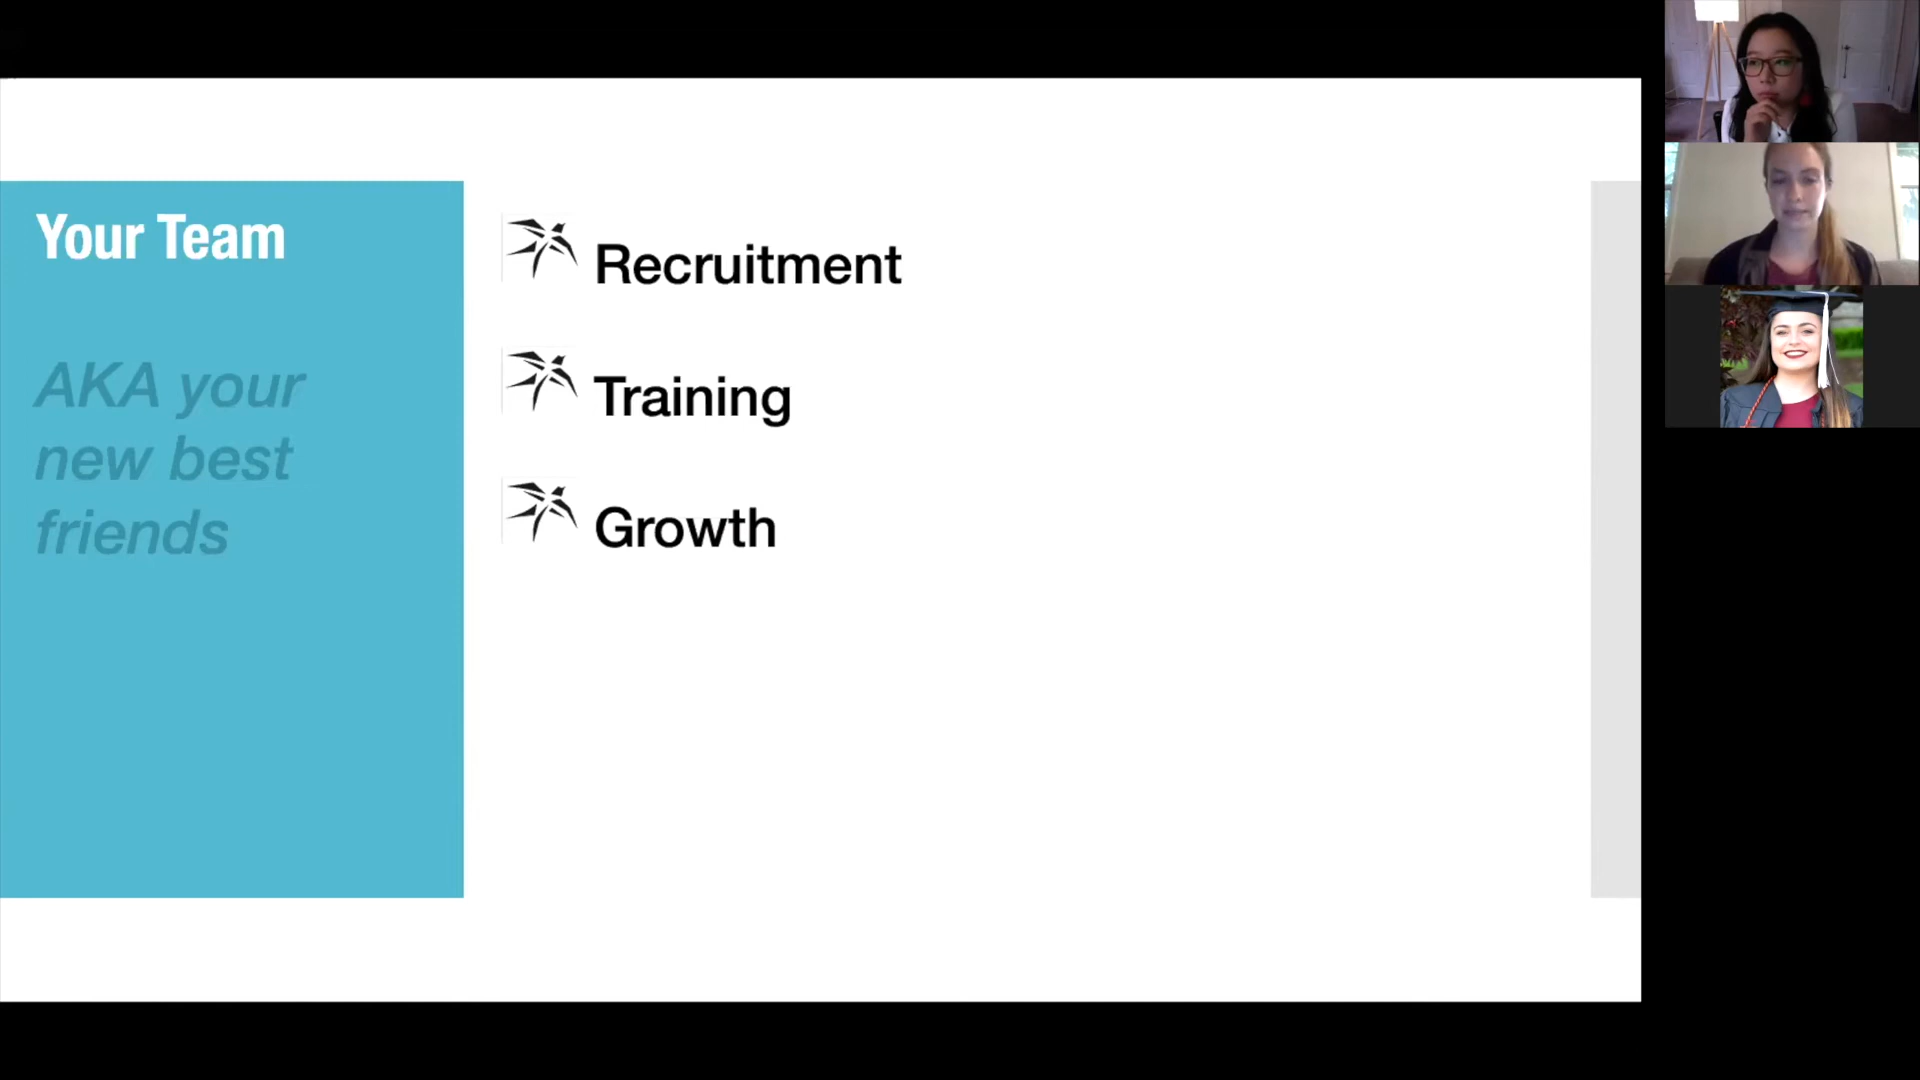 Your Team
AKA your
new best
friends
Recruitment
Training
Growth